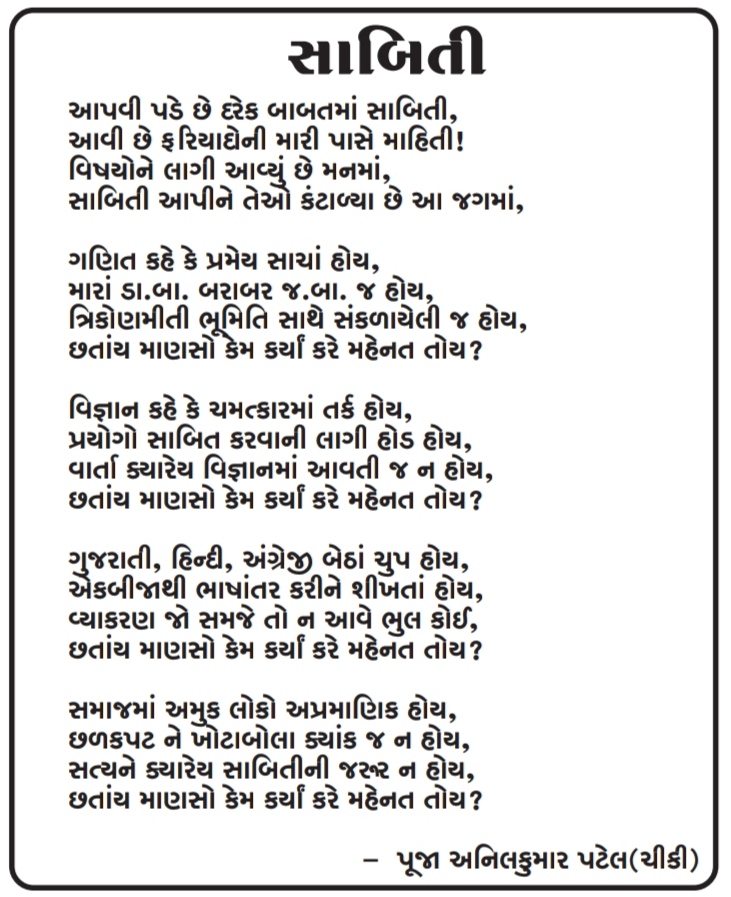 સાબિતી
આપવી પડે છે દરેક બાબતમાં સાબિતી,
આવી છે ફરિયાદોની મારી પાસે માહિતી!
વિષયોને લાગી આવ્યું છે મનમાં,
સાબિતી આપીને તેઓ કંટાળ્યા છે આ જગમાં,
ગણિત કહે કે પ્રમેય સાચાં હોય,
મારાં ડા.બા. બરાબર જ.બા. જ હોય,
ત્રિકોણમીતી ભૂમિતિ સાથે સંકળાયેલી જ હોય,
છતાંય માણસો કેમ કર્યાં કરે મહેનત તોય?
વિજ્ઞાન કહે કે ચમત્કારમાં તર્ક હોય,
પ્રયોગો સાબિત કરવાની લાગી હોડ હોય,
વાર્તા ક્યારેય વિજ્ઞાનમાં આવતી જ ન હોય,
છતાંય માણસો કેમ કર્યાં કરે મહેનત તોય?
ગુજરાતી, હિન્દી, અંગ્રેજી બેઠાં ચુપ હોય,
એકબીજાથી ભાષાંતર કરીને શીખતાં હોય,
વ્યાકરણ જો સમજે તો ન આવે ભુલ કોઈ,
છતાંય માણસો કેમ કર્યાં કરે મહેનત તોય?
સમાજમાં અમુક લોકો અપ્રમાણિક હોય,
છળકપટ ને ખોટાબોલા ક્યાંક જ ન હોય,
સત્યને ક્યારેય સાબિતીની જરૂર ન હોય,
છતાંય માણસો કેમ કર્યાં કરે મહેનત તોય?
– પૂજા અનિલકુમાર પટેલ(ચીકી)